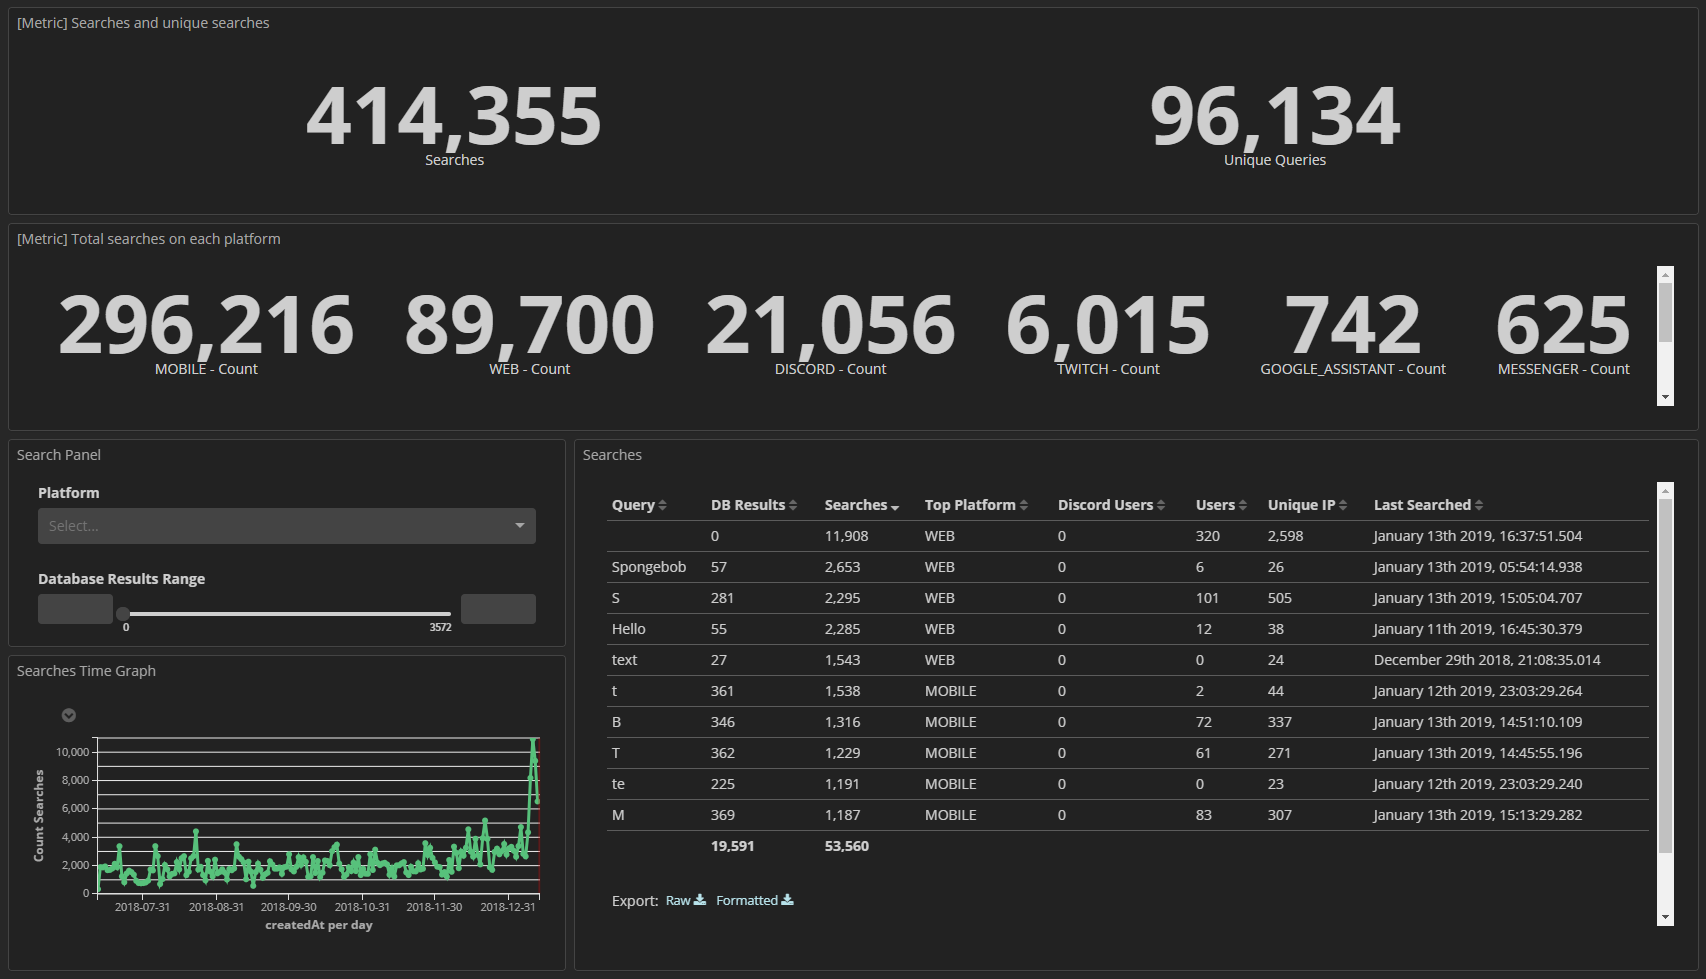 [Metric] Searches and unique searches
414,355
Searches
96,134
Unique Queries
[Metric] Total searches on each platform
296,216
MOBILE - Count
89,700
WEB - Count
21,056
DISCORD - Count
6,015
TWITCH - Count
742
GOOGLE_ASSISTANT - Count
625
MESSENGER - Count
Search Panel
Platform
Select...
Database Results Range
0 3572
Searches Time Graph
Count Searches
10,000
8,000
6,000
4,000
2,000
0
2018-07-31 2018-08-31 2018-09-30 2018-10-31 2018-11-30 2018-12-31
createdAt per day
Searches
Query DB Results Searches Top Platform Discord Users Users Unique IP Last Searched
0 11,908 WEB 0 320 2,598 January 13th 2019, 16:37:51.504
Spongebob 57 2,653 WEB 0 6 26 January 13th 2019, 05:54:14.938
S 281 2,295 WEB 0 101 505 January 13th 2019, 15:05:04.707
Hello 55 2,285 WEB 0 12 38 January 11th 2019, 16:45:30.379
text 27 1,543 WEB 0 0 24 December 29th 2018, 21:08:35.014
t 361 1,538 MOBILE 0 2 44 January 12th 2019, 23:03:29.264
B 346 1,316 MOBILE 0 72 337 January 13th 2019, 14:51:10.109
T 362 1,229 MOBILE 0 61 271 January 13th 2019, 14:45:55.196
te 225 1,191 MOBILE 0 0 23 January 12th 2019, 23:03:29.240
M 369 1,187 MOBILE 0 83 307 January 13th 2019, 15:13:29.282
19,591 53,560
Export: Raw Formatted